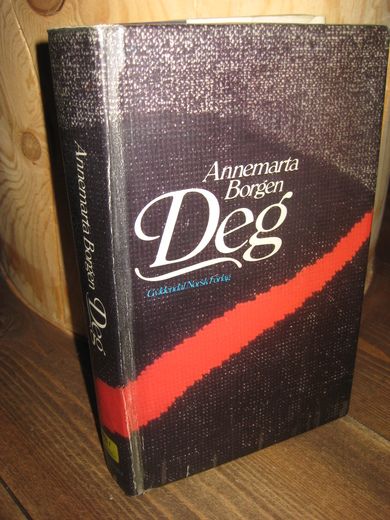 Annemarta
Borgen
Deg
Gyldendal Norsk Forlag
Annemarta Borgen Deg